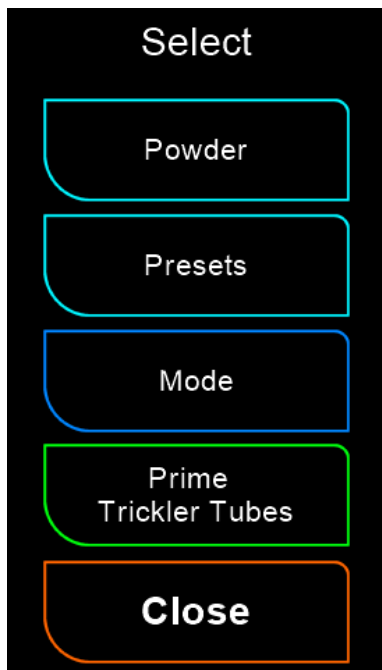 Select
Powder
Presets
Mode
Prime
Trickler Tubes
Close